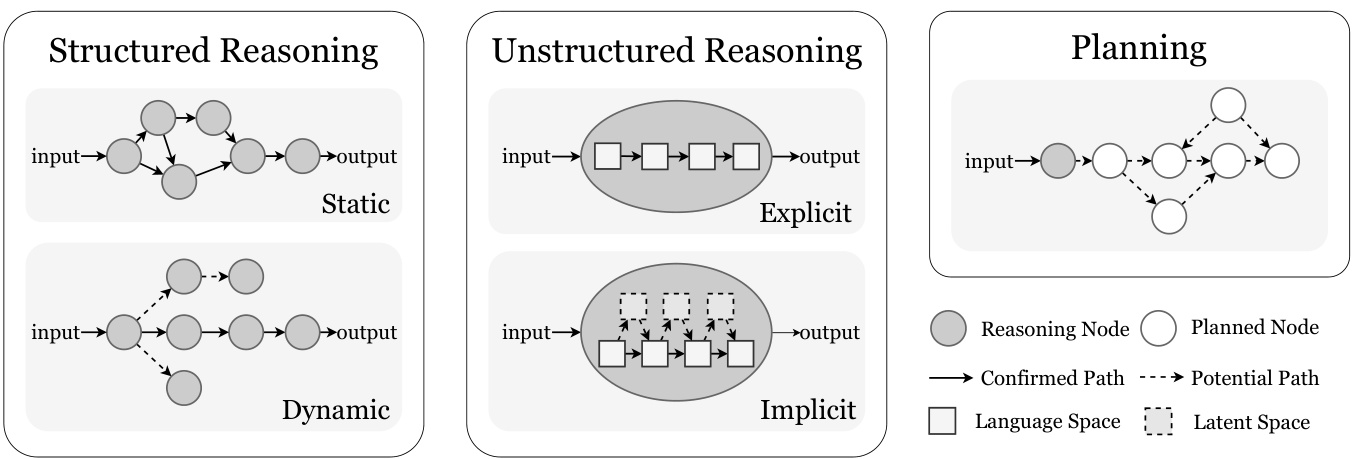 Structured Reasoning
input
output
Static
input
output
Dynamic
Unstructured Reasoning
input
output
Explicit
input
output
Implicit
Planning
input
Reasoning Node
Planned Node
Confirmed Path
Potential Path
Language Space
Latent Space